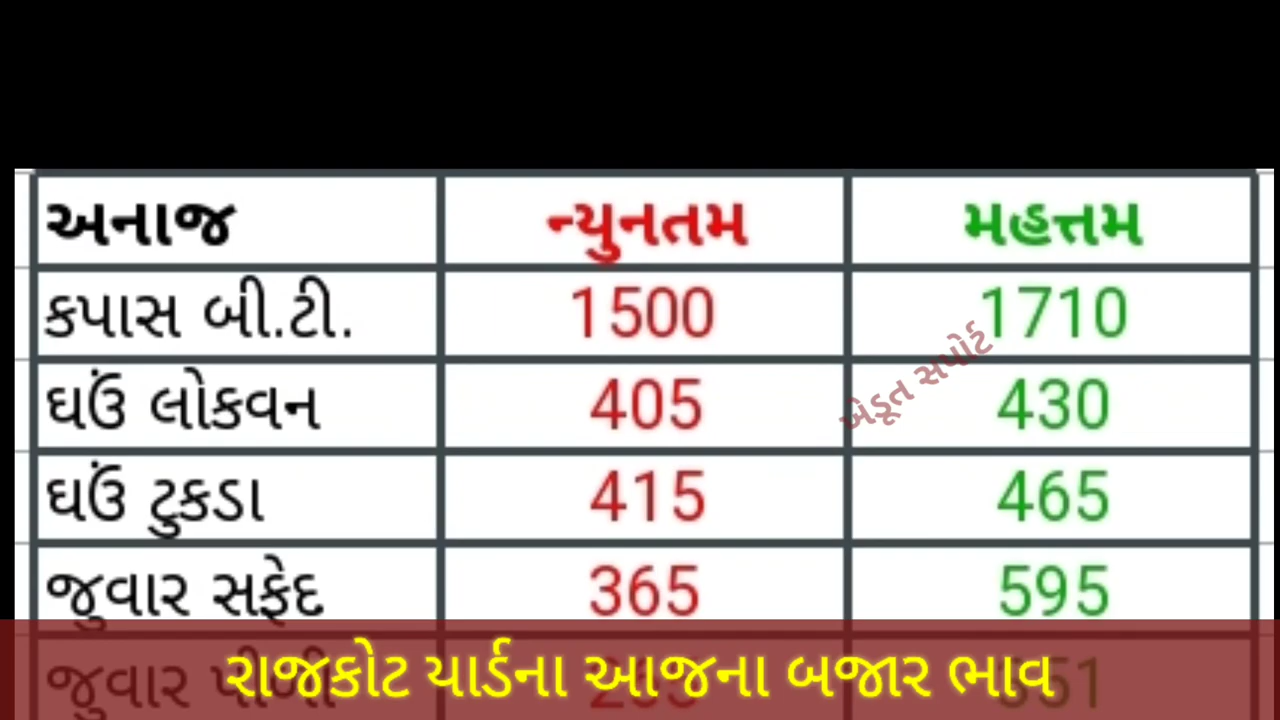 અનાજ ન્યુનતમ મહત્તમ
કપાસ બી.ટી. 1500 1710
ખેડૂત સપોર્ટ
ઘઉં લોકવન 405 430
ઘઉં ટુકડા 415 465
જુવાર સફેદ 365 595
જુવાર પીળી
રાજકોટ યાર્ડના આજના બજાર ભાવ